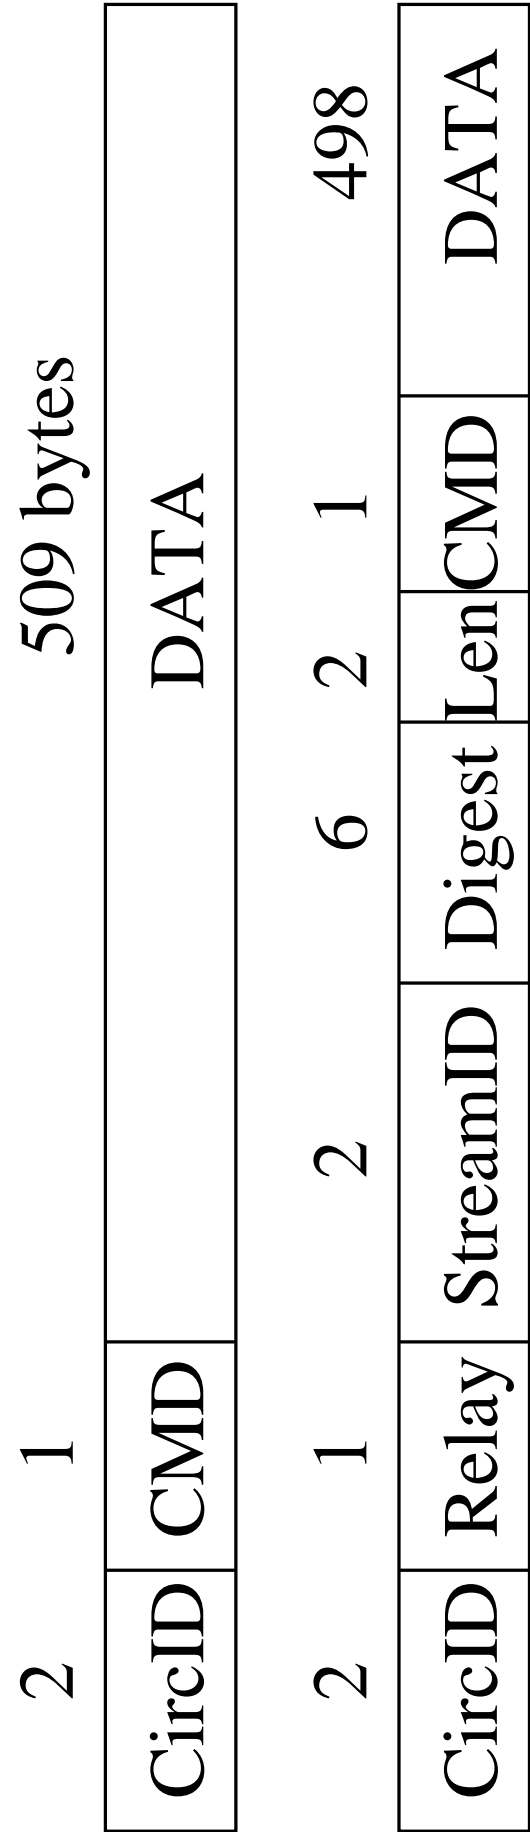 2 1 509 bytes
CircID CMD DATA
2 1 2 6 2 1 498
CircID Relay StreamID Digest Len CMD DATA